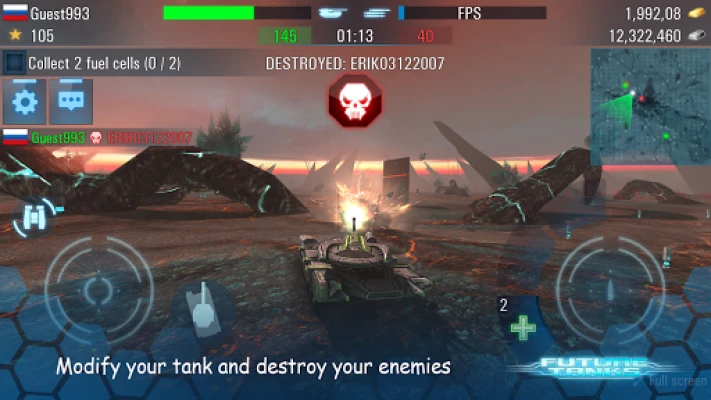 Guest993
FPS
1,992,08
105
145
01:13
40
12,322,460
Collect 2 fuel cells (0 / 2)
DESTROYED: ERIK03122007
Guest993 ERIK03122007
2
Modify your tank and destroy your enemies
FUTURE
TANKS
Full screen